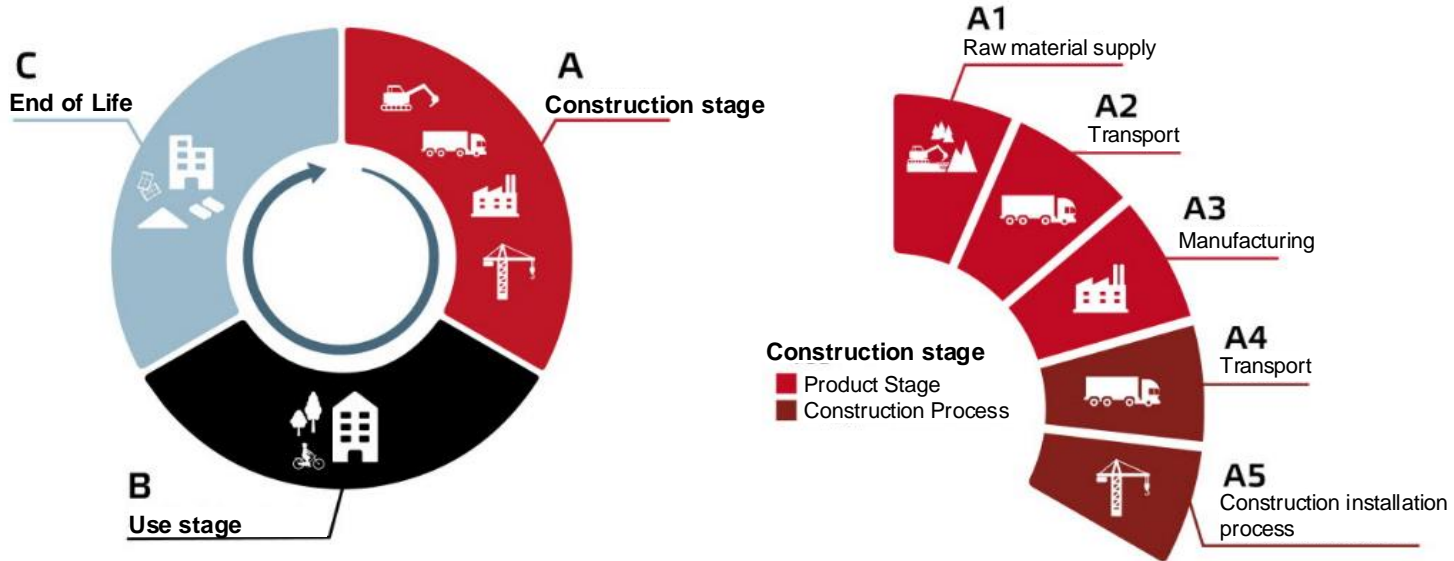 C
End of Life
A
Construction stage
B
Use stage
A1
Raw material supply
A2
Transport
A3
Manufacturing
A4
Transport
A5
Construction installation
process
Construction stage
Product Stage
Construction Process